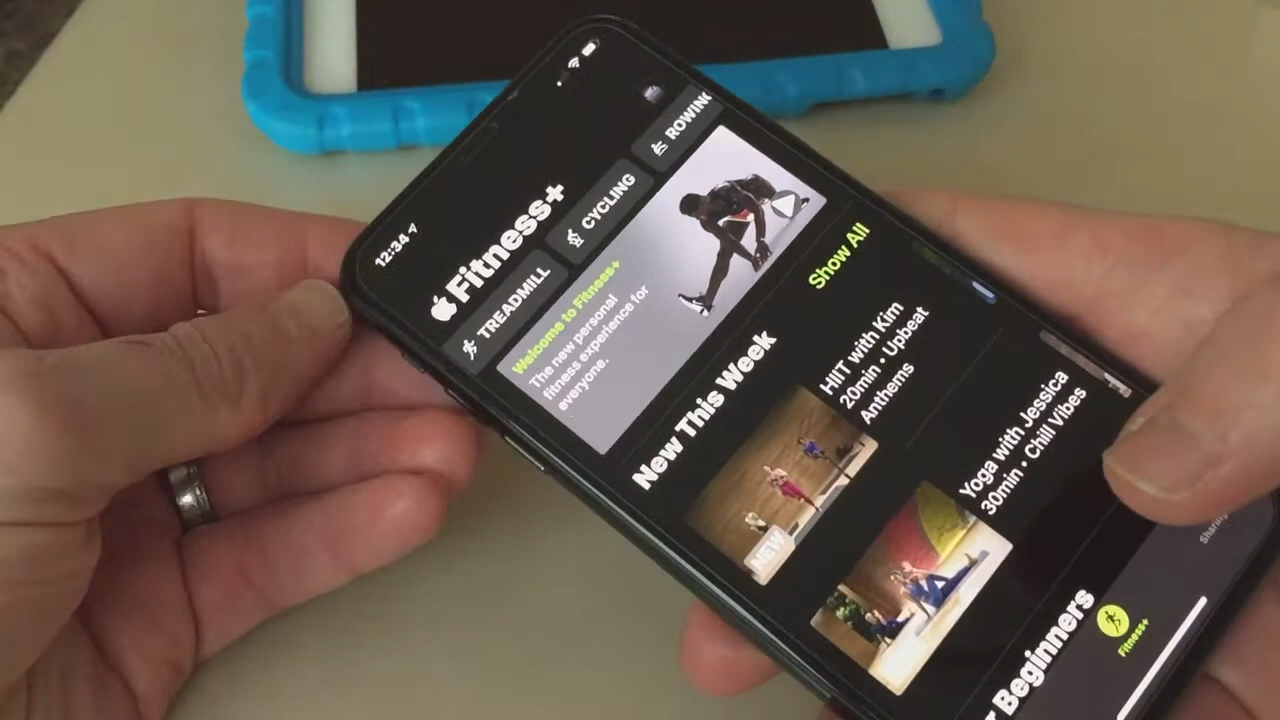 12:34
Fitness+
TREADMILL
CYCLING
ROWING
Welcome to Fitness+
The new personal
fitness experience for
everyone.
New This Week
Show All
HIIT with Kim
20min • Upbeat
Anthems
NEW
Yoga with Jessica
30min • Chill Vibes
r Beginners
Fitness+
Sharing